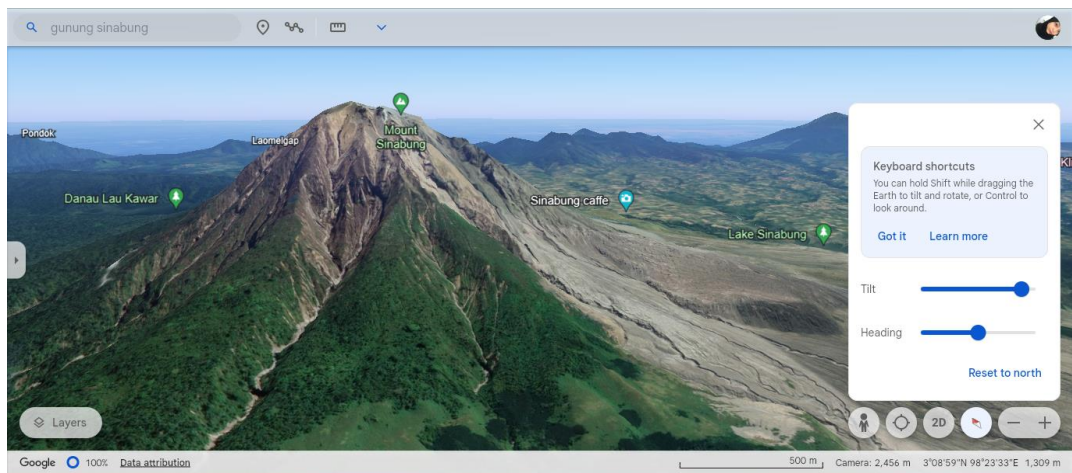 gunung sinabung
Pondok
Laomelgap
Mount
Sinabung
Danau Lau Kawar
Sinabung caffe
Lake Sinabung
Keyboard shortcuts
You can hold Shift while dragging the
Earth to tilt and rotate, or Control to
look around.
Got it Learn more
Tilt
Heading
Reset to north
Layers
2D
Google 100% Data attribution
500 m Camera: 2,456 m 3°08'59"N 98°23'33"E 1,309 m